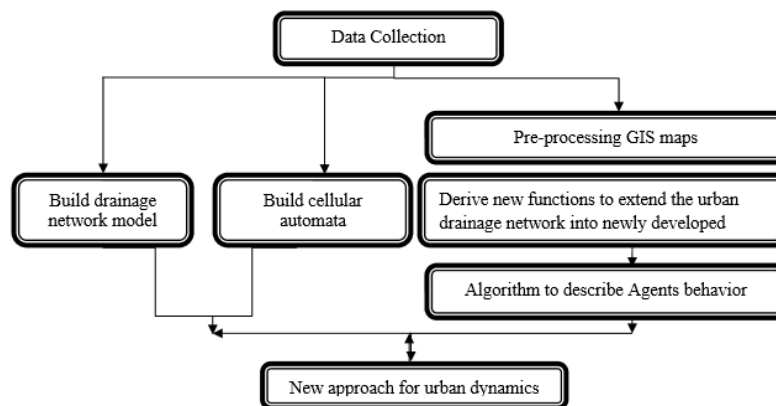 Data Collection
Pre-processing GIS maps
Build drainage
network model
Build cellular
automata
Derive new functions to extend the urban
drainage network into newly developed
Algorithm to describe Agents behavior
New approach for urban dynamics